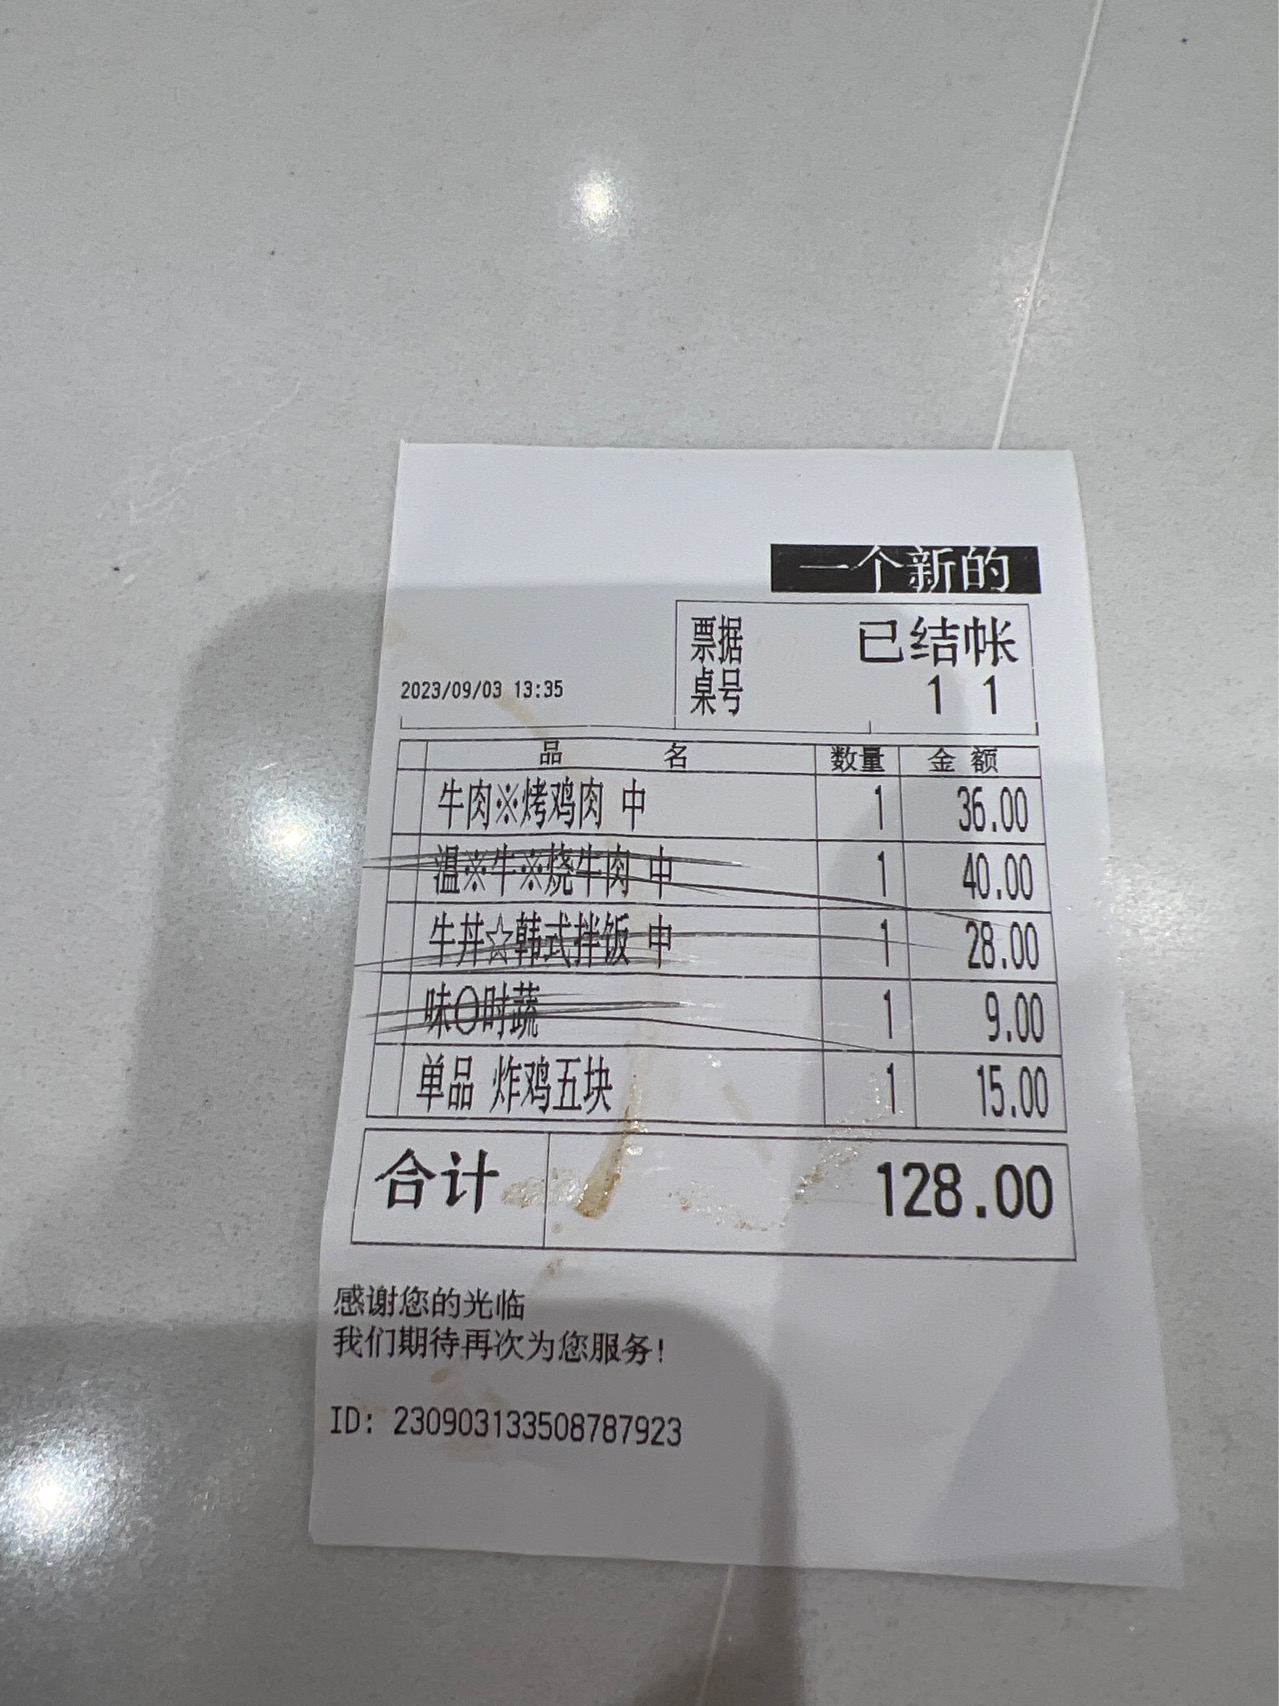 一个新的
票据 已结帐
2023/09/03 13:35 桌号 1 1
品 名 数量 金 额
牛肉※烤鸡肉 中 1 36.00
温※牛※烧牛肉 中 1 40.00
牛丼☆韩式拌饭 中 1 28.00
味〇时蔬 1 9.00
单品 炸鸡五块 1 15.00
合计 128.00
感谢您的光临
我们期待再次为您服务!
ID: 230903133508787923